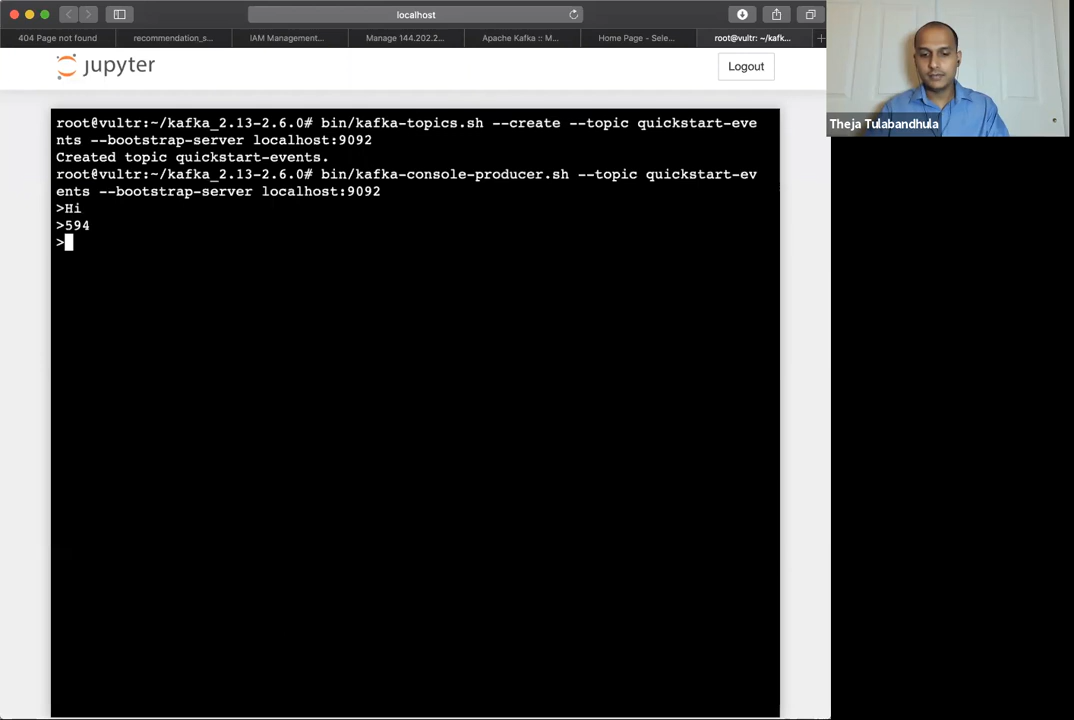 localhost
404 Page not found
recommendation_s...
IAM Management...
Manage 144.202.2...
Apache Kafka :: M...
Home Page - Sele...
root@vultr: ~/kafk...
jupyter
Logout
Theja Tulabandhula
root@vultr:~/kafka_2.13-2.6.0# bin/kafka-topics.sh --create --topic quickstart-eve
nts --bootstrap-server localhost:9092
Created topic quickstart-events.
root@vultr:~/kafka_2.13-2.6.0# bin/kafka-console-producer.sh --topic quickstart-ev
ents --bootstrap-server localhost:9092
>Hi
>594
>